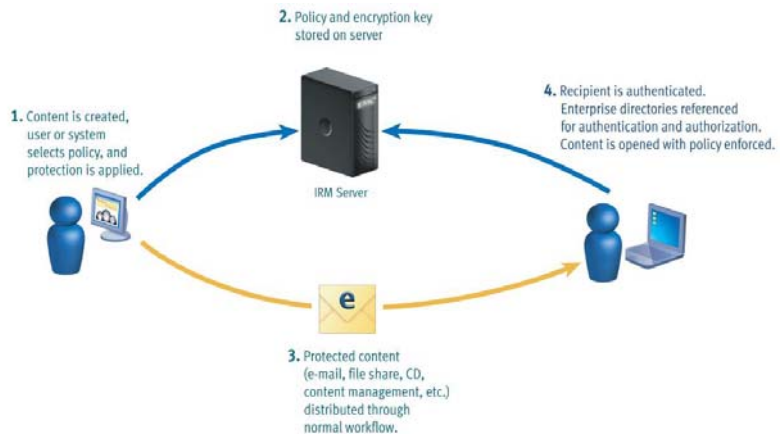 2. Policy and encryption key
stored on server
1. Content is created,
user or system
selects policy, and
protection is applied.
4. Recipient is authenticated.
Enterprise directories referenced
for authentication and authorization.
Content is opened with policy enforced.
IRM Server
e
3. Protected content
(e-mail, file share, CD,
content management, etc.)
distributed through
normal workflow.